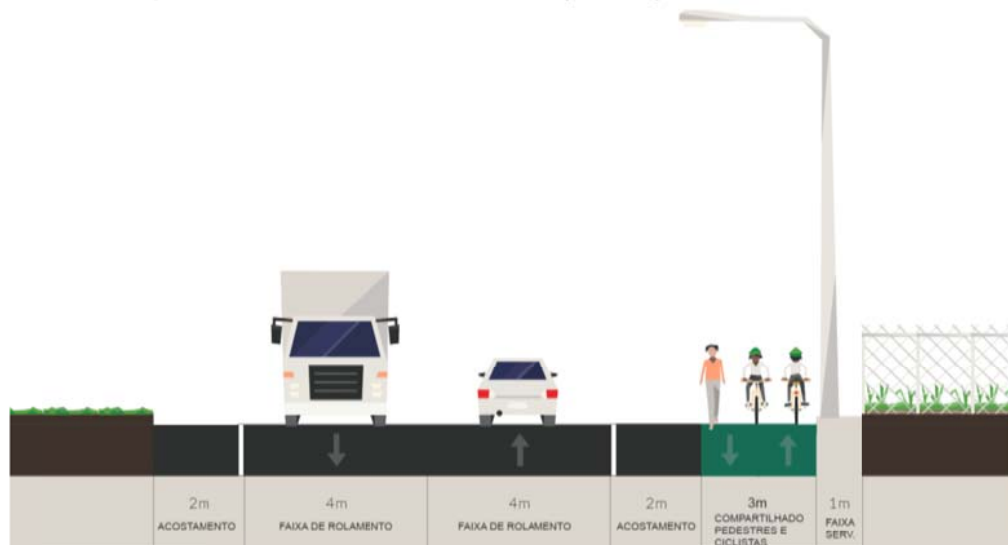 2m
ACOSTAMENTO
4m
FAIXA DE ROLAMENTO
4m
FAIXA DE ROLAMENTO
2m
ACOSTAMENTO
3m
COMPARTILHADO
PEDESTRES E
CICLISTAS
1m
FAIXA
SERV.